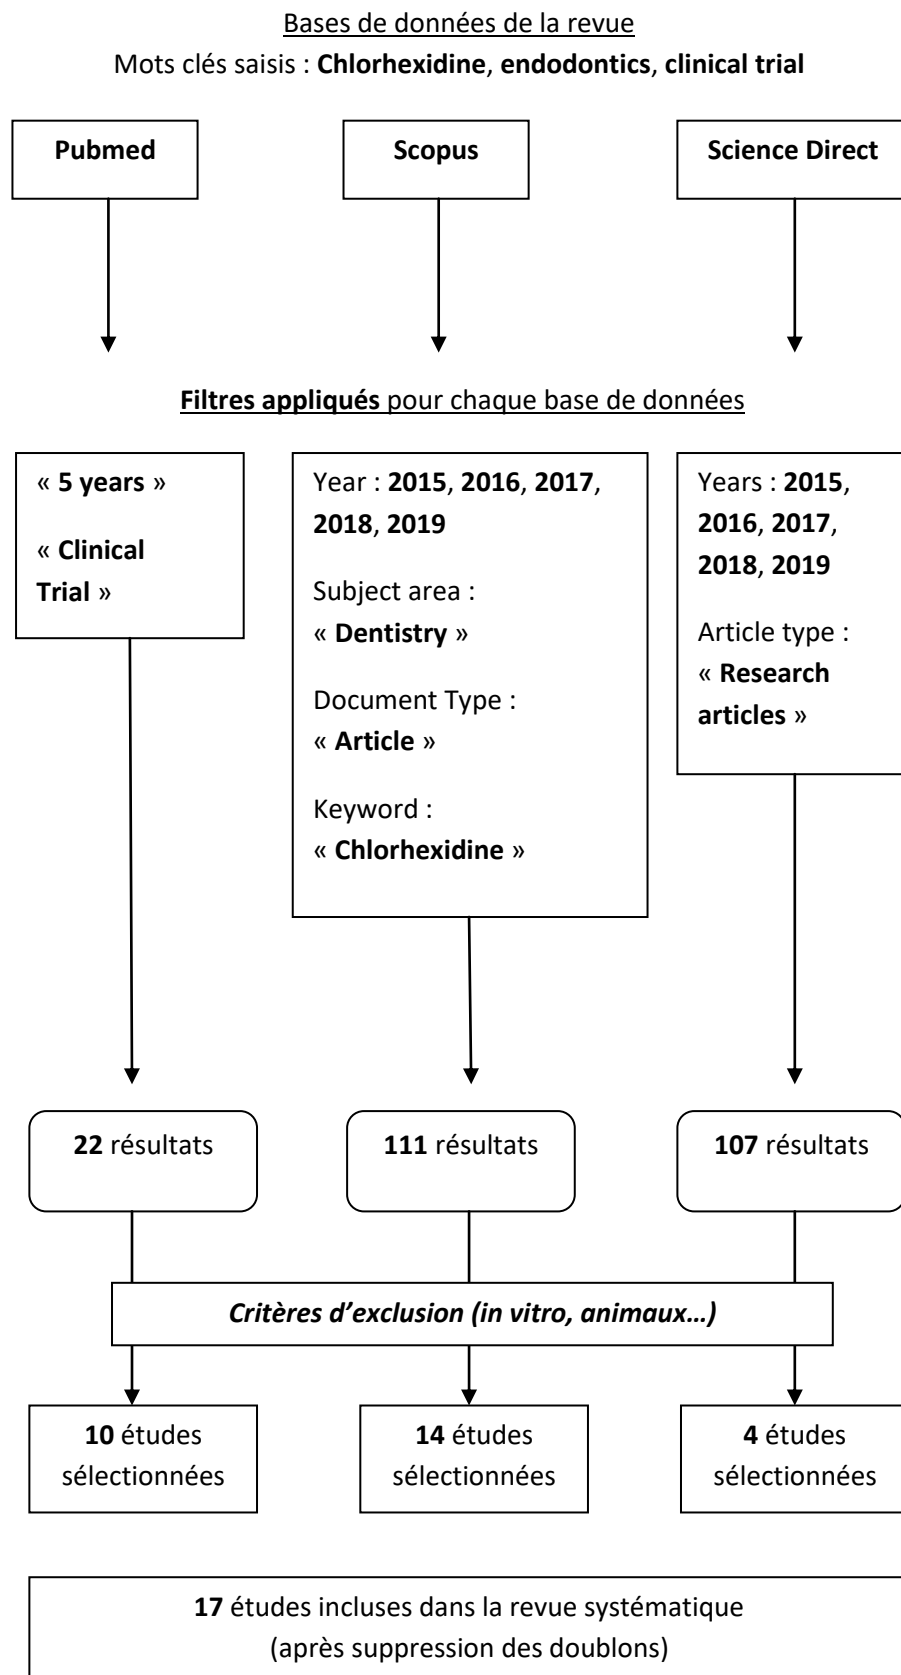 Bases de données de la revue
Mots clés saisis : Chlorhexidine, endodontics, clinical trial
Pubmed
Scopus
Science Direct
Filtres appliqués pour chaque base de données
« 5 years »
« Clinical
Trial »
Year : 2015, 2016, 2017,
2018, 2019
Subject area :
« Dentistry »
Document Type :
« Article »
Keyword :
« Chlorhexidine »
Years : 2015,
2016, 2017,
2018, 2019
Article type :
« Research
articles »
22 résultats
111 résultats
107 résultats
Critères d’exclusion (in vitro, animaux…)
10 études
sélectionnées
14 études
sélectionnées
4 études
sélectionnées
17 études incluses dans la revue systématique
(après suppression des doublons)